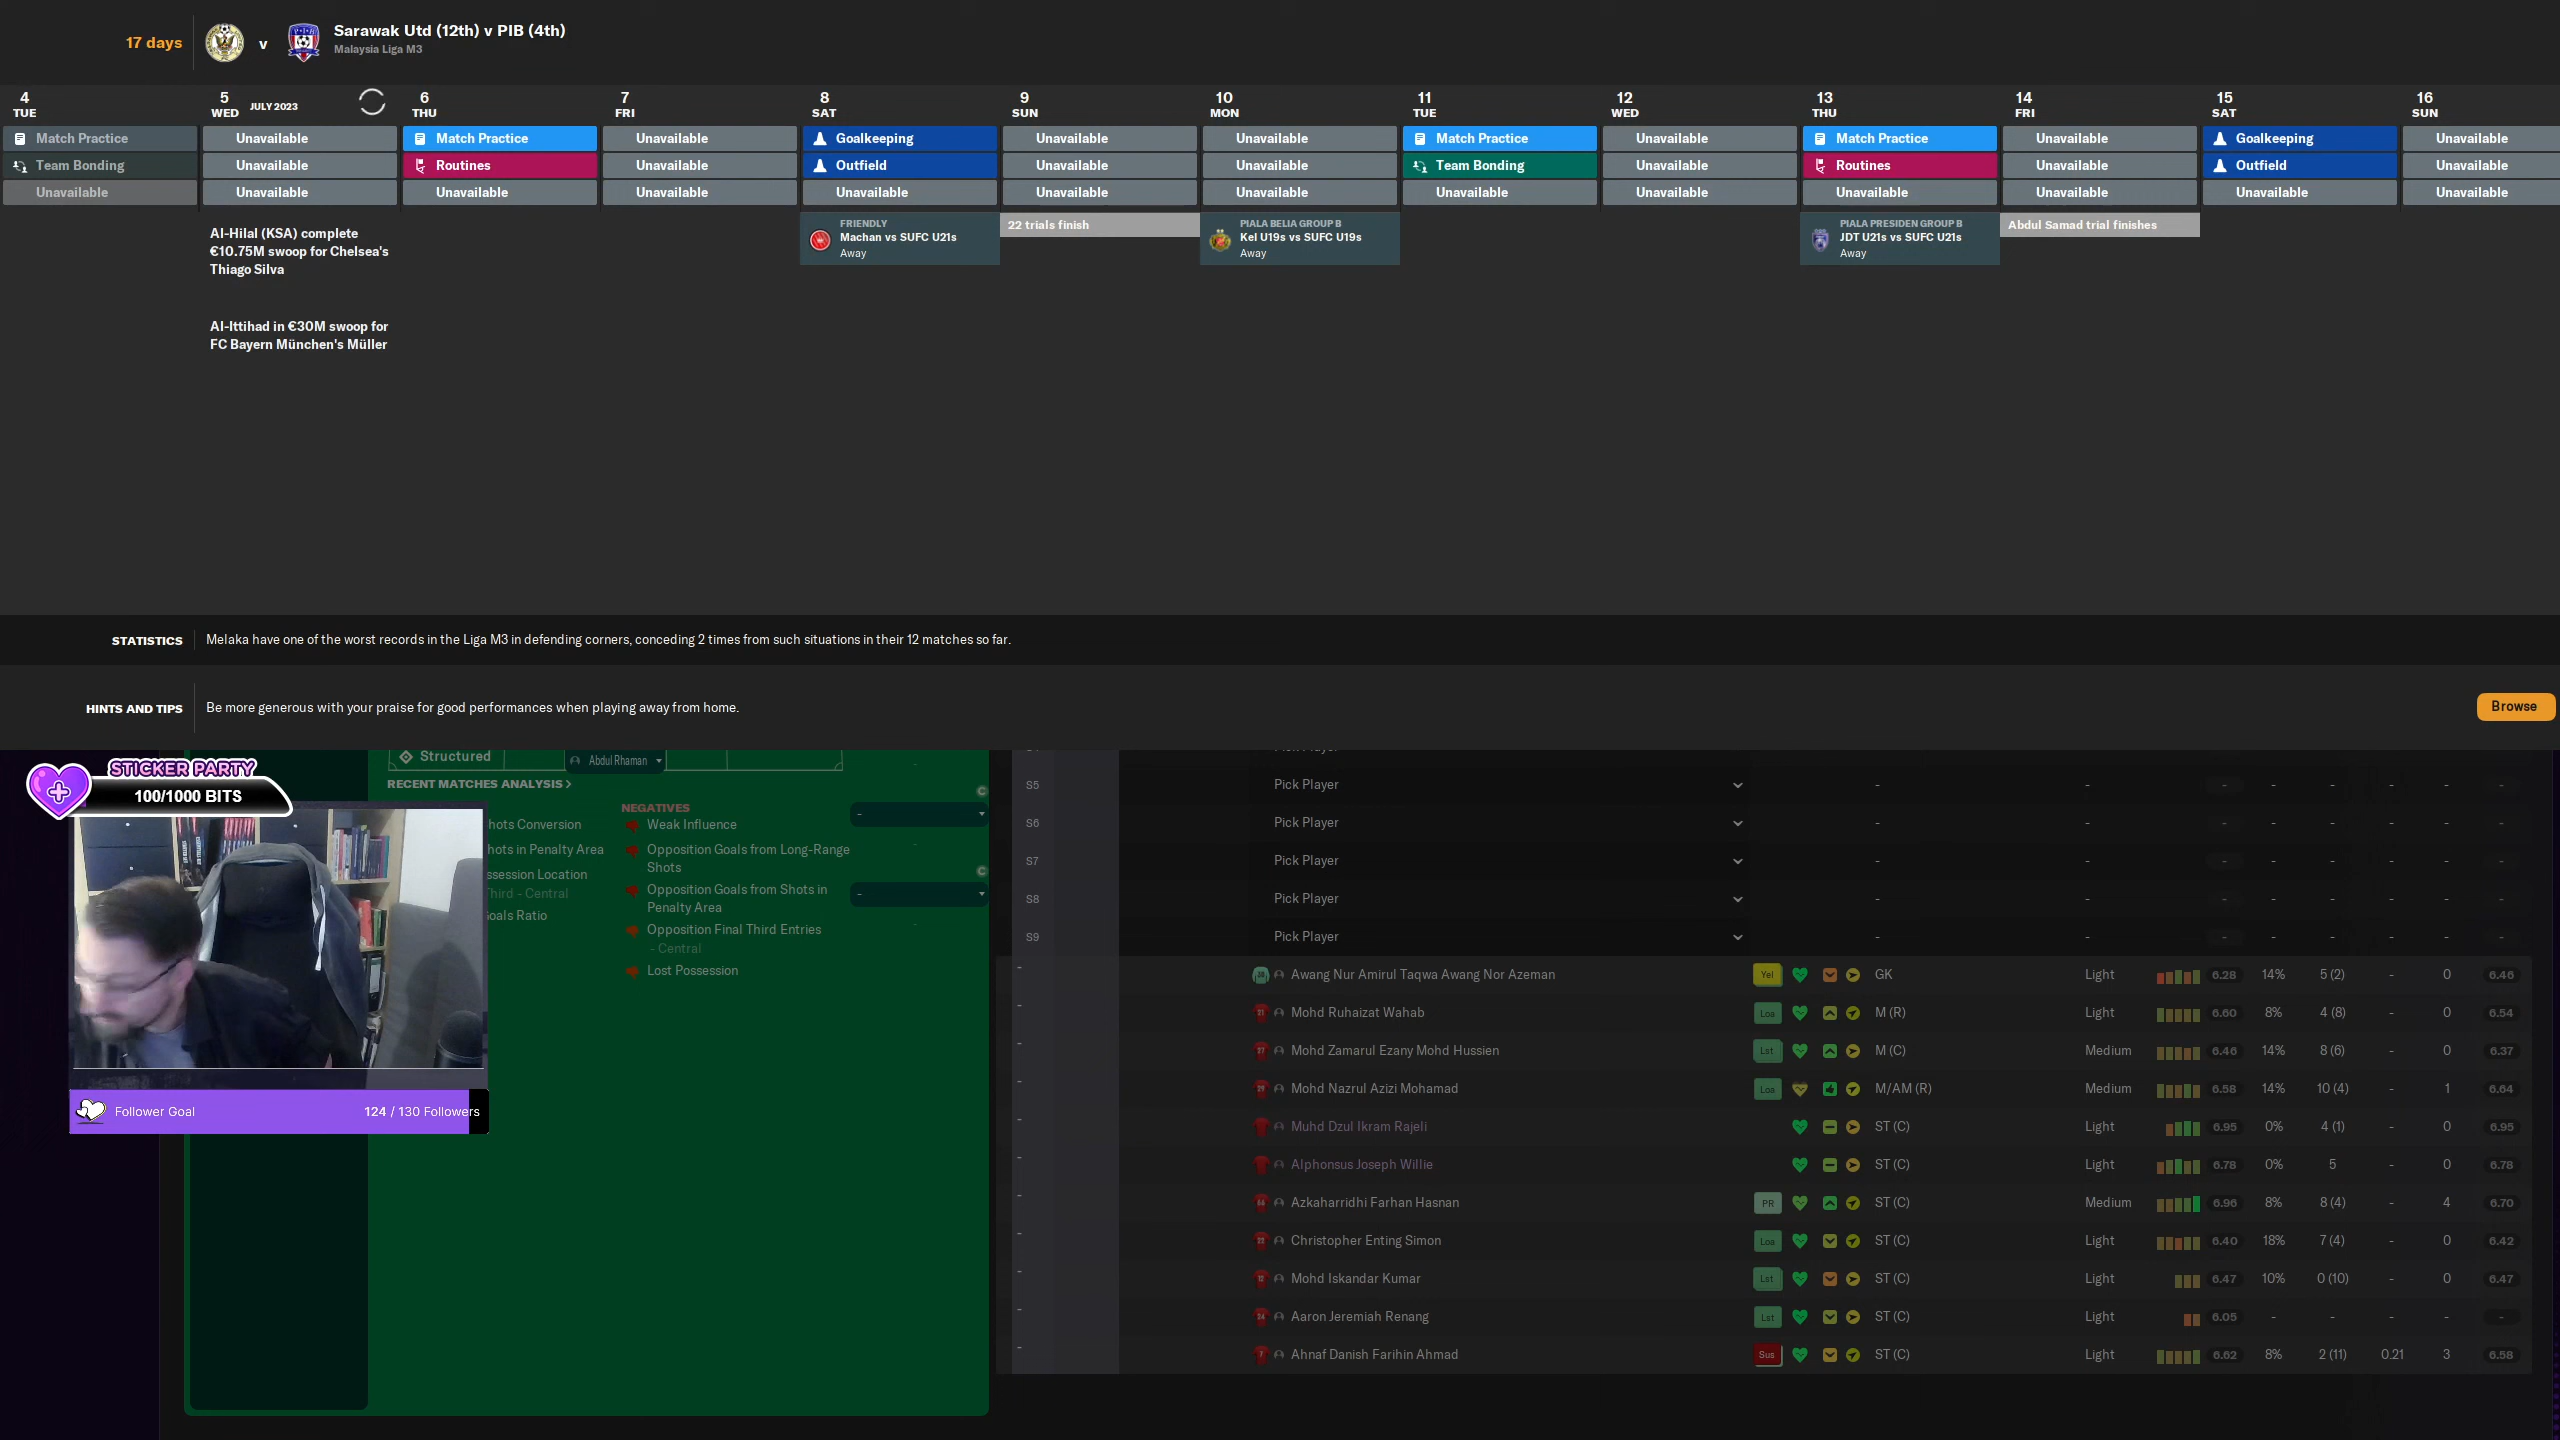 17 days
v
Sarawak Utd (12th) v PIB (4th)
Malaysia Liga M3
4
TUE
5
WED JULY 2023
6
THU
7
FRI
8
SAT
9
SUN
10
MON
11
TUE
12
WED
13
THU
14
FRI
15
SAT
16
SUN
Match Practice Unavailable Match Practice Unavailable Goalkeeping Unavailable Unavailable Match Practice Unavailable Match Practice Unavailable Goalkeeping Unavailable
Team Bonding Unavailable Routines Unavailable Outfield Unavailable Unavailable Team Bonding Unavailable Routines Unavailable Outfield Unavailable
Unavailable Unavailable Unavailable Unavailable Unavailable Unavailable Unavailable Unavailable Unavailable Unavailable Unavailable Unavailable Unavailable
Al-Hilal (KSA) complete
€10.75M swoop for Chelsea's
Thiago Silva
Al-Ittihad in €30M swoop for
FC Bayern München's Müller
FRIENDLY
Machan vs SUFC U21s
Away
22 trials finish
PIALA BELIA GROUP B
Kel U19s vs SUFC U19s
Away
PIALA PRESIDEN GROUP B
JDT U21s vs SUFC U21s
Away
Abdul Samad trial finishes
STATISTICS Melaka have one of the worst records in the Liga M3 in defending corners, conceding 2 times from such situations in their 12 matches so far.
HINTS AND TIPS Be more generous with your praise for good performances when playing away from home.
Browse
STICKER PARTY
100/1000 BITS
Follower Goal 124 / 130 Followers
Structured
Abdul Rhaman
RECENT MATCHES ANALYSIS >
hots Conversion
hots in Penalty Area
ssession Location
Third - Central
oals Ratio
NEGATIVES
Weak Influence
Opposition Goals from Long-Range
Shots
Opposition Goals from Shots in
Penalty Area
Opposition Final Third Entries
- Central
Lost Possession
C
-
C
-
S5 Pick Player - - - - - - -
S6 Pick Player - - - - - - -
S7 Pick Player - - - - - - -
S8 Pick Player - - - - - - -
S9 Pick Player - - - - - - -
- Awang Nur Amirul Taqwa Awang Nor Azeman Yel GK Light 6.28 14% 5 (2) - 0 6.46
- Mohd Ruhaizat Wahab Loa M (R) Light 6.60 8% 4 (8) - 0 6.54
- Mohd Zamarul Ezany Mohd Hussien Lst M (C) Medium 6.46 14% 8 (6) - 0 6.37
- Mohd Nazrul Azizi Mohamad Loa M/AM (R) Medium 6.58 14% 10 (4) - 1 6.64
- Muhd Dzul Ikram Rajeli ST (C) Light 6.95 0% 4 (1) - 0 6.95
- Alphonsus Joseph Willie ST (C) Light 6.78 0% 5 - 0 6.78
- Azkaharridhi Farhan Hasnan PR ST (C) Medium 6.96 8% 8 (4) - 4 6.70
- Christopher Enting Simon Loa ST (C) Light 6.40 18% 7 (4) - 0 6.42
- Mohd Iskandar Kumar Lst ST (C) Light 6.47 10% 0 (10) - 0 6.47
- Aaron Jeremiah Renang Lst ST (C) Light 6.05 - - - - -
- Ahnaf Danish Farihin Ahmad Sus ST (C) Light 6.62 8% 2 (11) 0.21 3 6.58